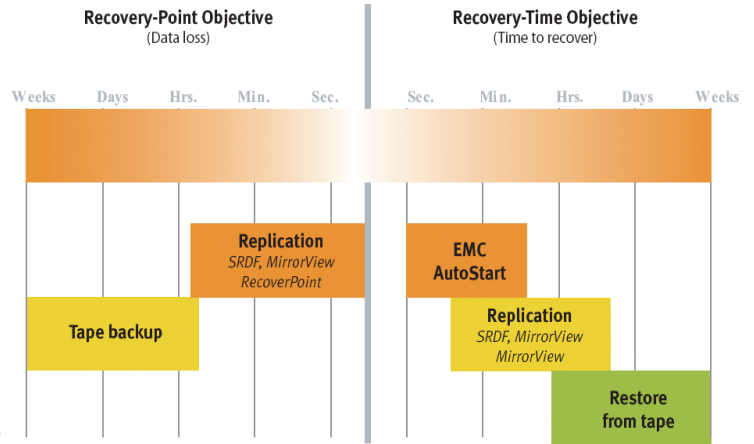 Recovery-Point Objective
(Data loss)
Recovery-Time Objective
(Time to recover)
Weeks Days Hrs. Min. Sec. Sec. Min. Hrs. Days Weeks
Replication
SRDF, MirrorView
RecoverPoint
EMC
AutoStart
Tape backup
Replication
SRDF, MirrorView
MirrorView
Restore
from tape